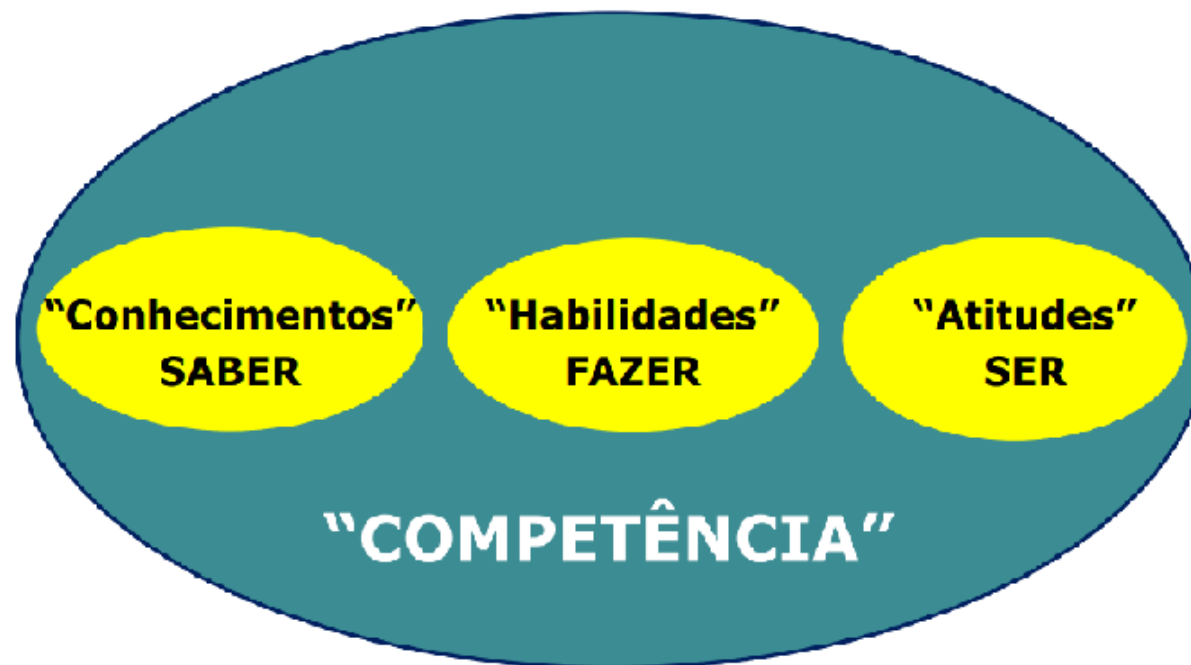 “Conhecimentos”
SABER
“Habilidades”
FAZER
“Atitudes”
SER
“COMPETÊNCIA”